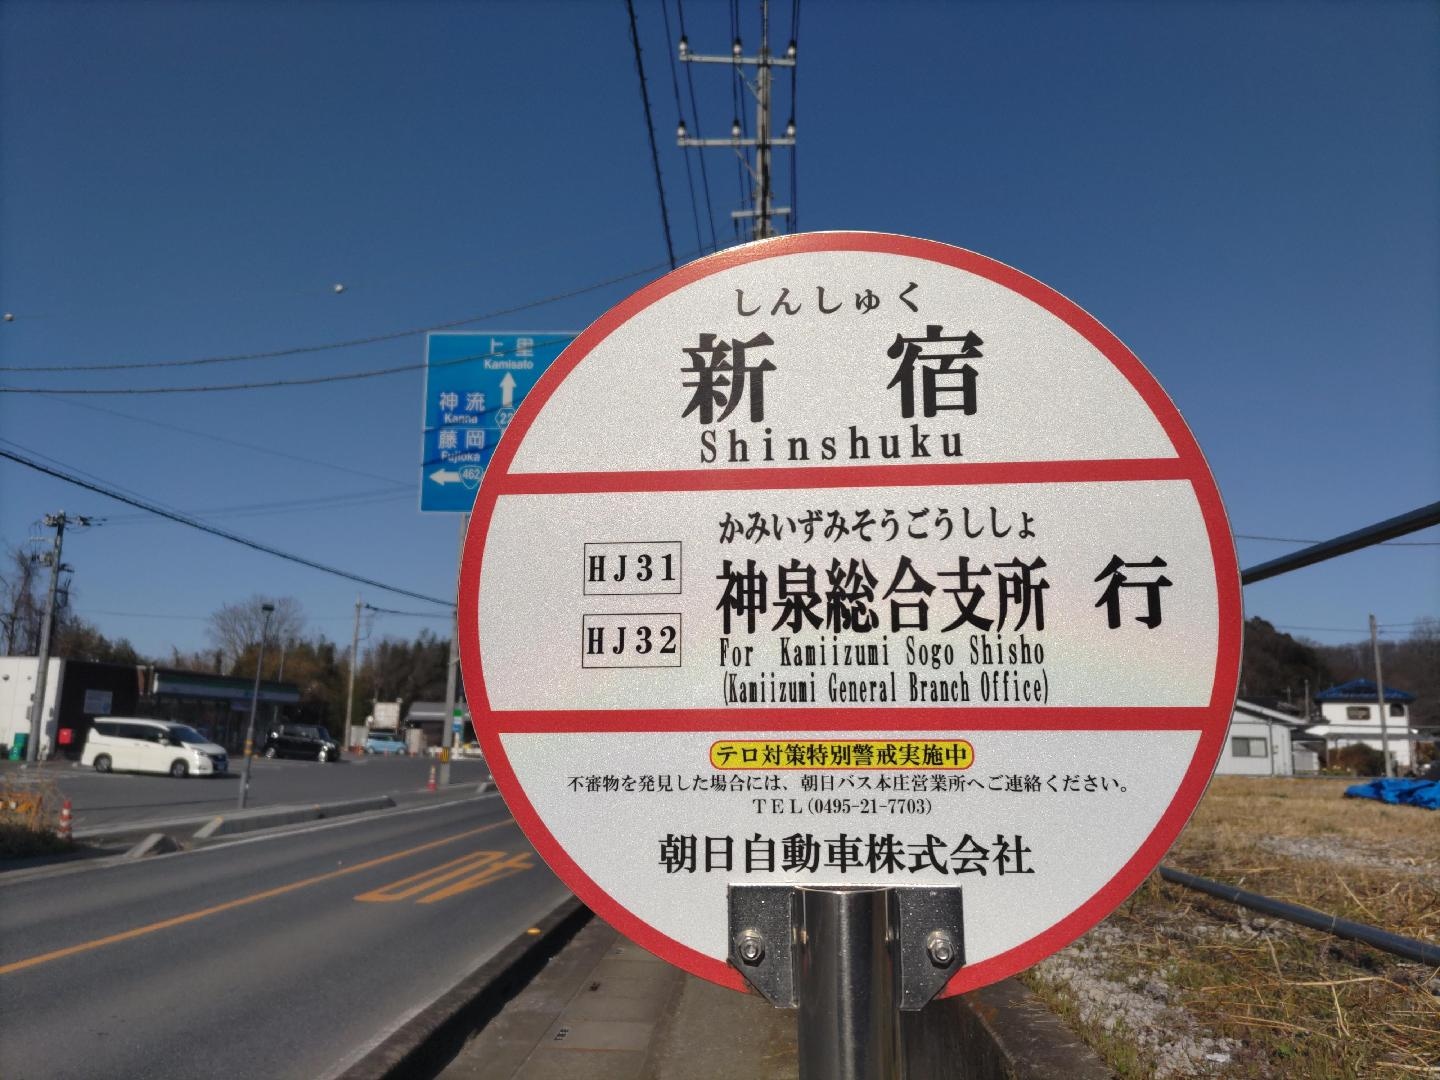 しんしゅく
新宿
Shinshuku
かみいずみそうごうししょ
HJ31
HJ32
神泉総合支所 行
For Kamiizumi Sogo Shisho
(Kamiizumi General Branch Office)
テロ対策特別警戒実施中
不審物を発見した場合には、朝日バス本庄営業所へご連絡ください。
TEL(0495-21-7703)
朝日自動車株式会社
上里
Kamisato
神流
Kanna
22
藤岡
Fujioka
462